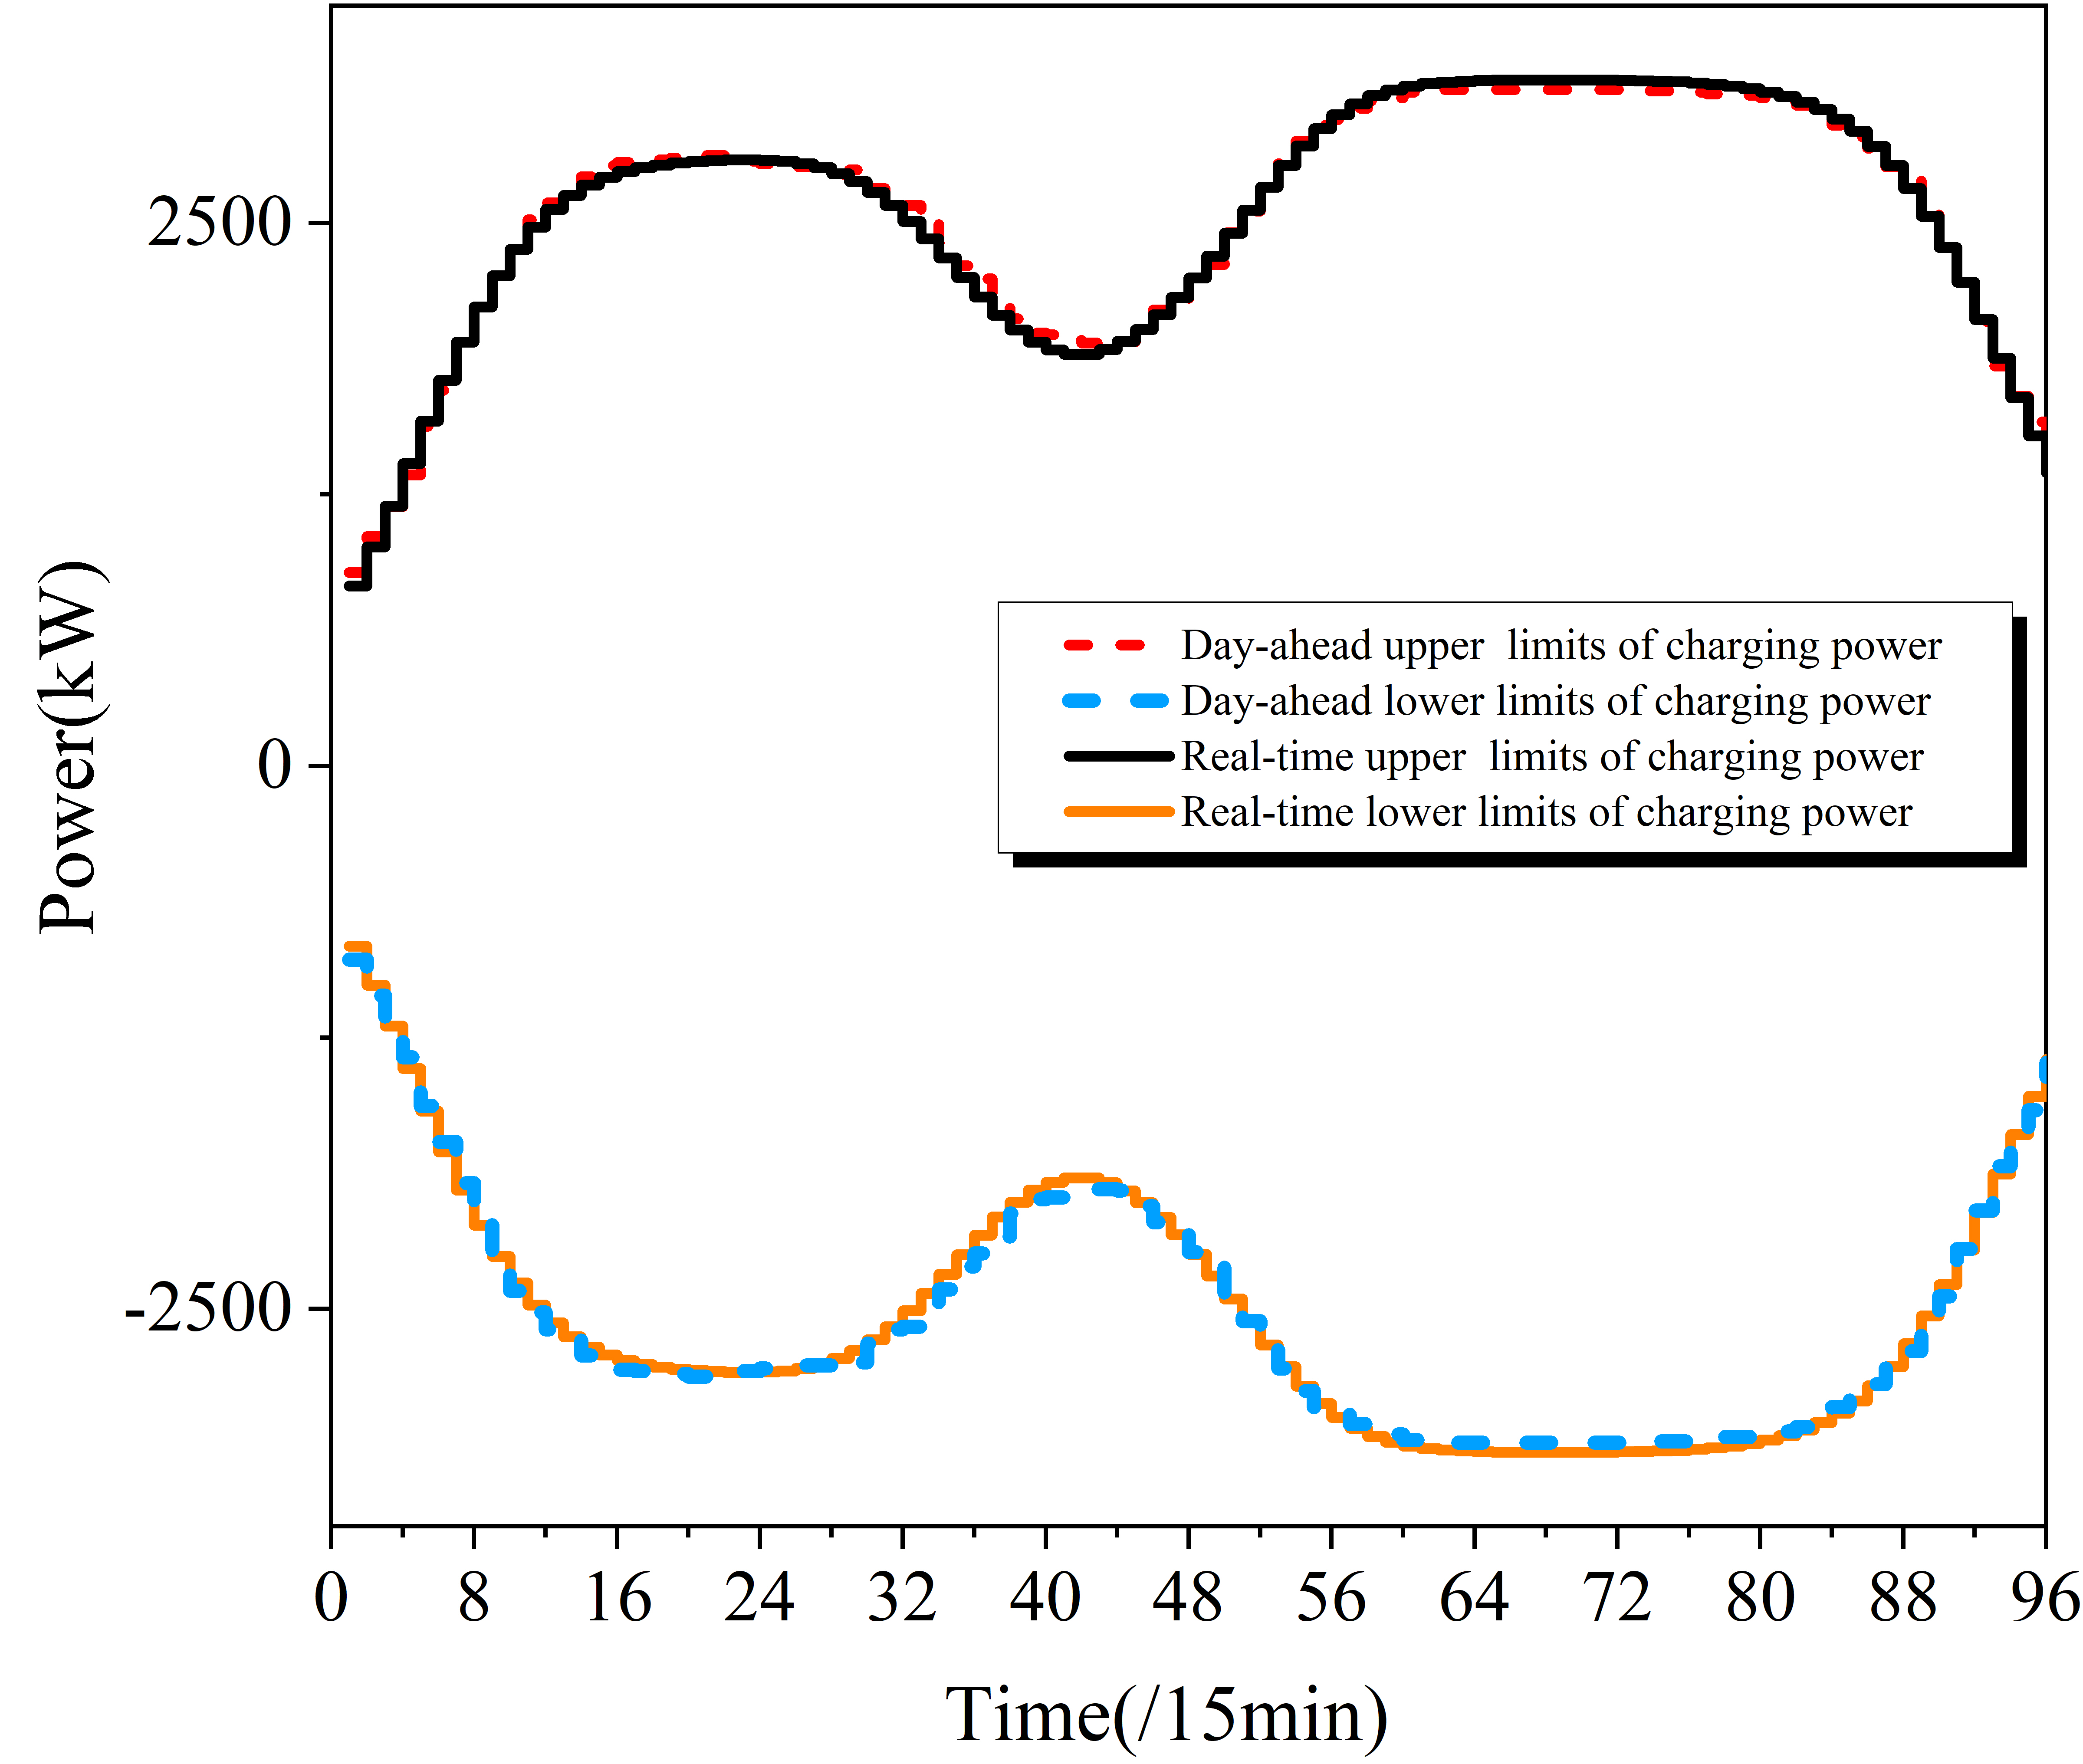 2500
0
-2500
Power(kW)
Day-ahead upper  limits of charging power
Day-ahead lower limits of charging power
Real-time upper  limits of charging power
Real-time lower limits of charging power
0 8 16 24 32 40 48 56 64 72 80 88 96
Time(/15min)